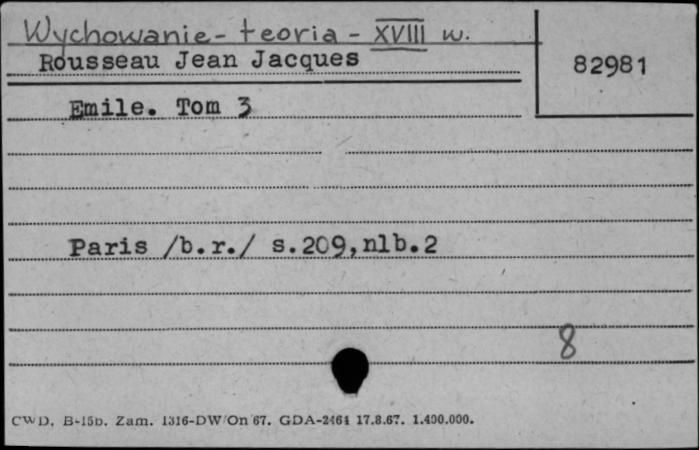 Wychowanie - teoria - XVIII w.
Rousseau Jean Jacques
82981
Emile. Tom 3
Paris /b.r./ s.209,nlb.2
8
CWD. B-15b. Zam. 1316-DW/On 67. GDA-2464 17.8.67. 1.400.000.